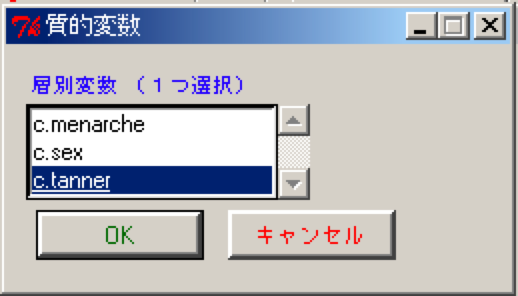 質的変数
層別変数 （1つ選択）
c.menarche
c.sex
c.tanner
OK
キャンセル